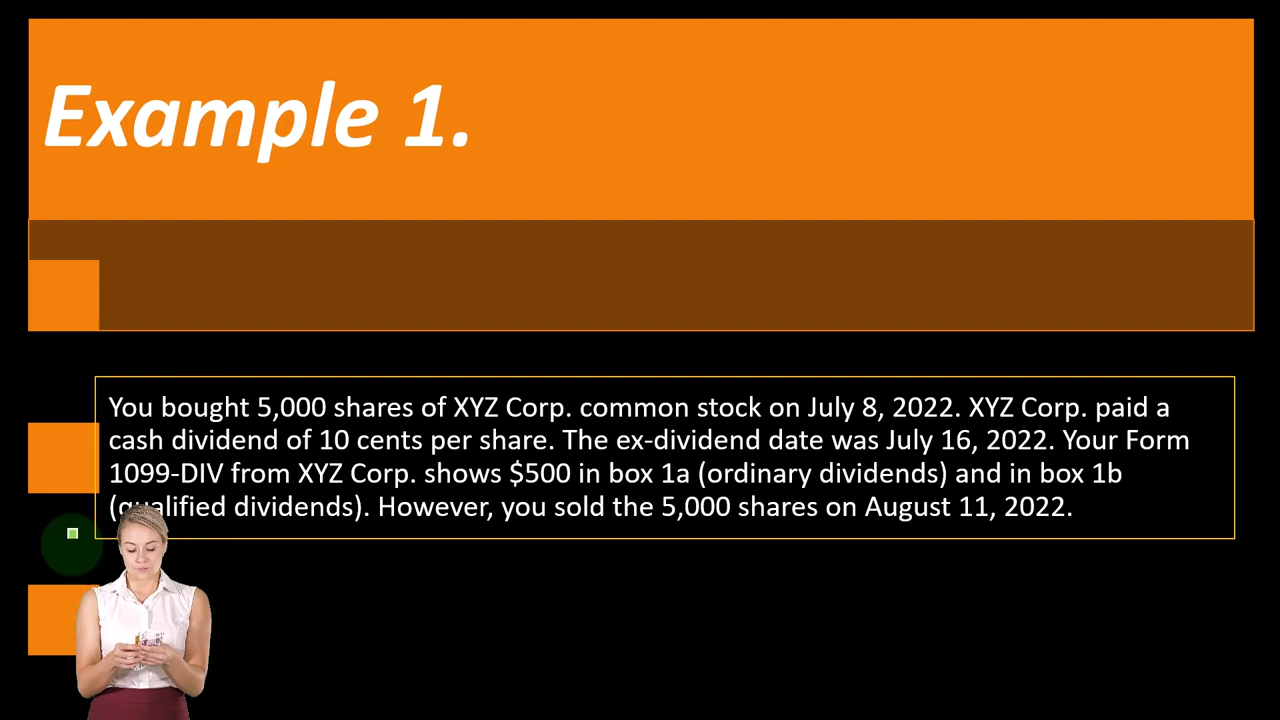 Example 1.
You bought 5,000 shares of XYZ Corp. common stock on July 8, 2022. XYZ Corp. paid a
cash dividend of 10 cents per share. The ex-dividend date was July 16, 2022. Your Form
1099-DIV from XYZ Corp. shows $500 in box 1a (ordinary dividends) and in box 1b
(qualified dividends). However, you sold the 5,000 shares on August 11, 2022.